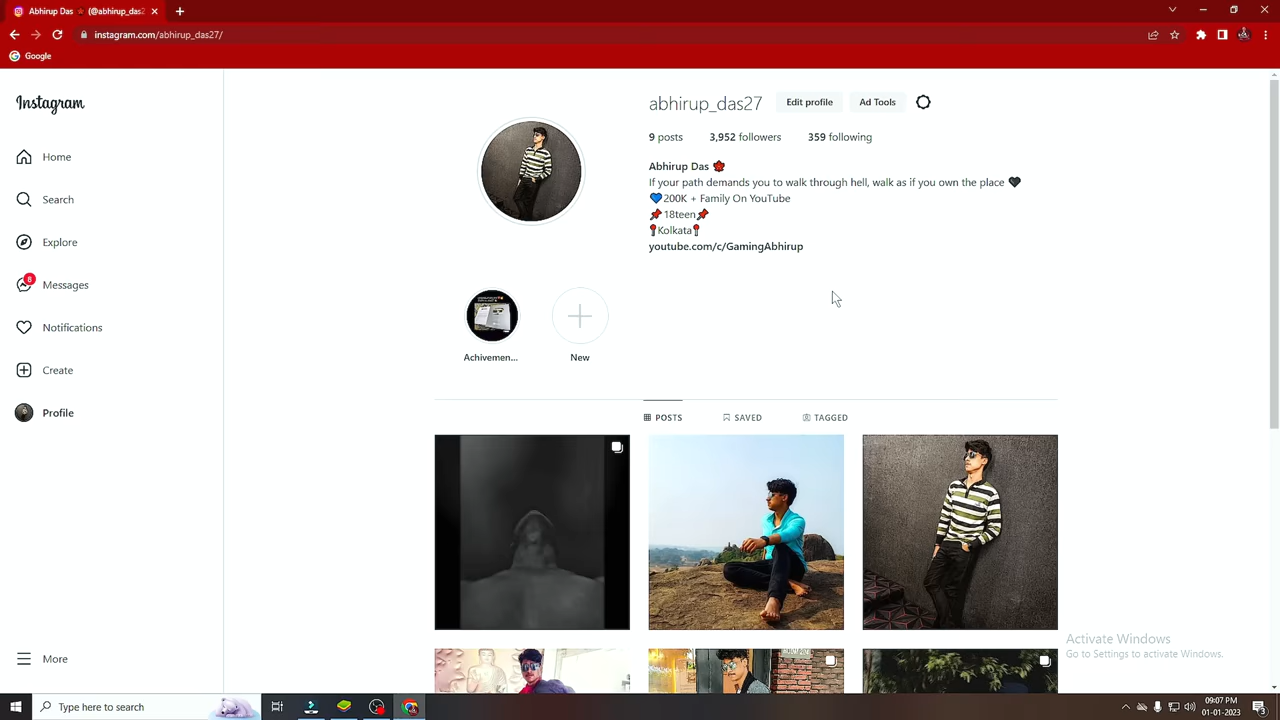 Abhirup Das (@abhirup_das2
instagram.com/abhirup_das27/
Google
Instagram
Home
Search
Explore
8
Messages
Notifications
Create
Profile
More
abhirup_das27
Edit profile
Ad Tools
9 posts 3,952 followers 359 following
Abhirup Das
If your path demands you to walk through hell, walk as if you own the place 🖤
💙200K + Family On YouTube
📌18teen📌
📍Kolkata📍
youtube.com/c/GamingAbhirup
Achivemen...
New
POSTS SAVED TAGGED
Activate Windows
Go to Settings to activate Windows.
Type here to search
09:07 PM
01-01-2023
3